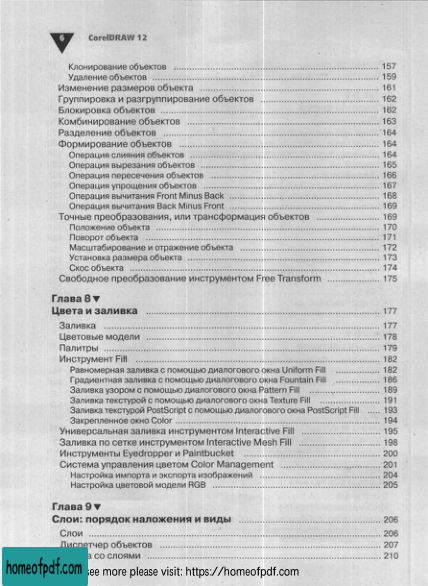 6 CorelDRAW 12
Клонирование объектов 157
Удаление объектов 159
Изменение размеров объекта 161
Группировка и разгруппирование объектов 162
Блокировка объектов 162
Комбинирование объектов 163
Разделение объектов 164
Формирование объектов 164
Операция слияния объектов 164
Операция вырезания объектов 165
Операция пересечения объектов 166
Операция упрощения объектов 167
Операция вычитания Front Minus Back 168
Операция вычитания Back Minus Front 169
Точные преобразования, или трансформация объектов 169
Положение объекта 170
Поворот объекта 171
Масштабирование и отражение объекта 172
Установка размера объекта 173
Скос объекта 174
Свободное преобразование инструментом Free Transform 175
Глава 8 ▼
Цвета и заливка 177
Заливка 177
Цветовые модели 178
Палитры 179
Инструмент Fill 182
Равномерная заливка с помощью диалогового окна Uniform Fill 182
Градиентная заливка с помощью диалогового окна Fountain Fill 186
Заливка узором с помощью диалогового окна Pattern Fill 189
Заливка текстурой с помощью диалогового окна Texture Fill 191
Заливка текстурой PostScript с помощью диалогового окна PostScript Fill 193
Закрепленное окно Color 194
Универсальная заливка инструментом Interactive Fill 195
Заливка по сетке инструментом Interactive Mesh Fill 198
Инструменты Eyedropper и Paintbucket 200
Система управления цветом Color Management 201
Настройка импорта и экспорта изображений 204
Настройка цветовой модели RGB 205
Глава 9 ▼
Слои: порядок наложения и виды 206
Слои 206
Диспетчер объектов 207
а со слоями 210
homeofpdf.com
see more please visit: https://homeofpdf.com